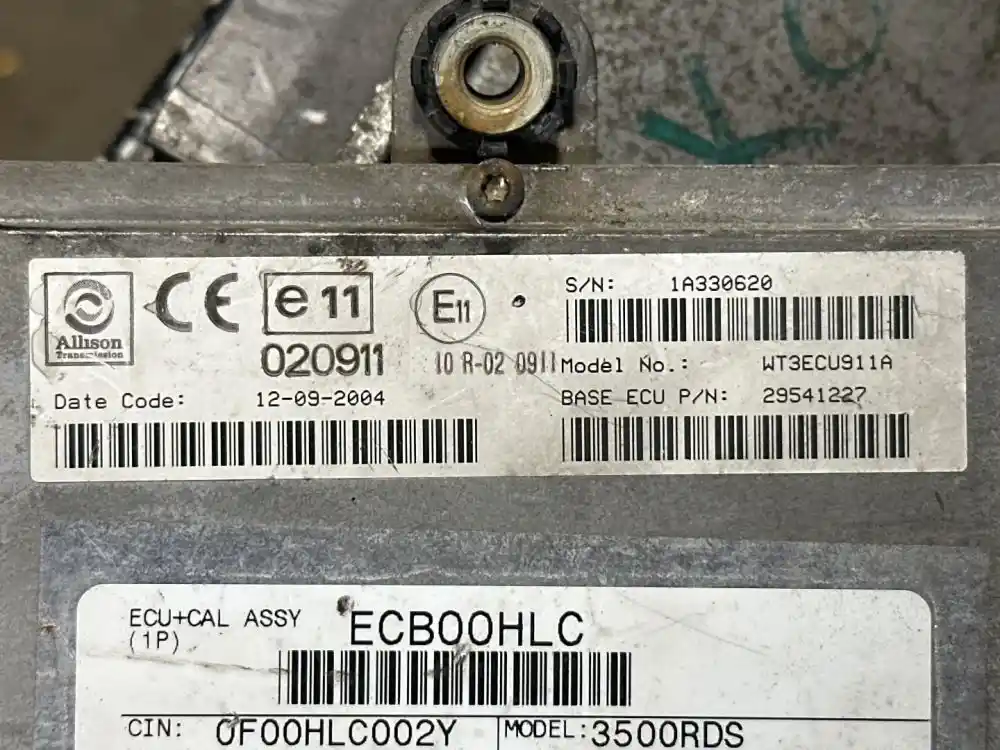 Allison
Transmission
CE
e 11
020911
E11
10 R-02 0911
S/N: 1A330620
Model No.: WT3ECU911A
BASE ECU P/N: 29541227
Date Code: 12-09-2004
OK
ECU+CAL ASSY
(1P)
ECB00HLC
CIN: 0F00HLC002Y
MODEL: 3500RDS